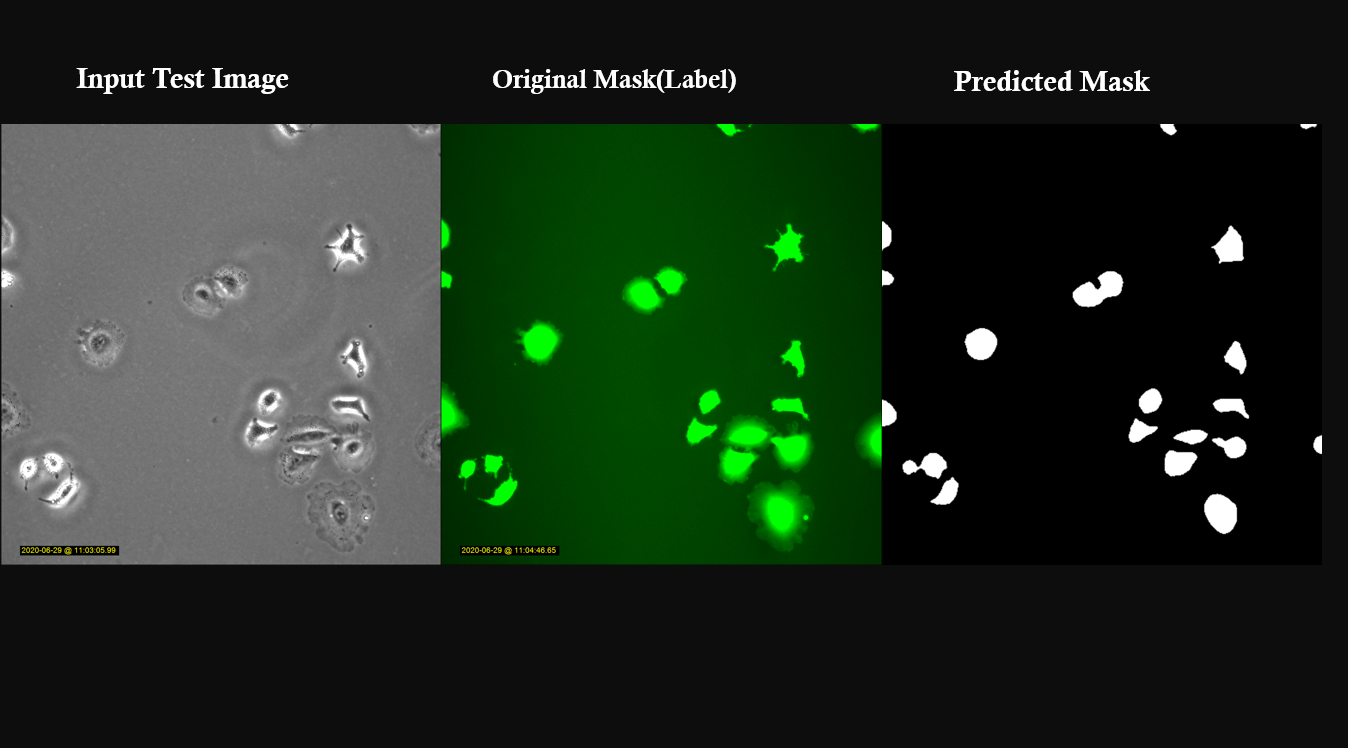 Input Test Image
Original Mask(Label)
Predicted Mask
2020-06-29 @ 11:03:05.99
2020-06-29 @ 11:04:46.65